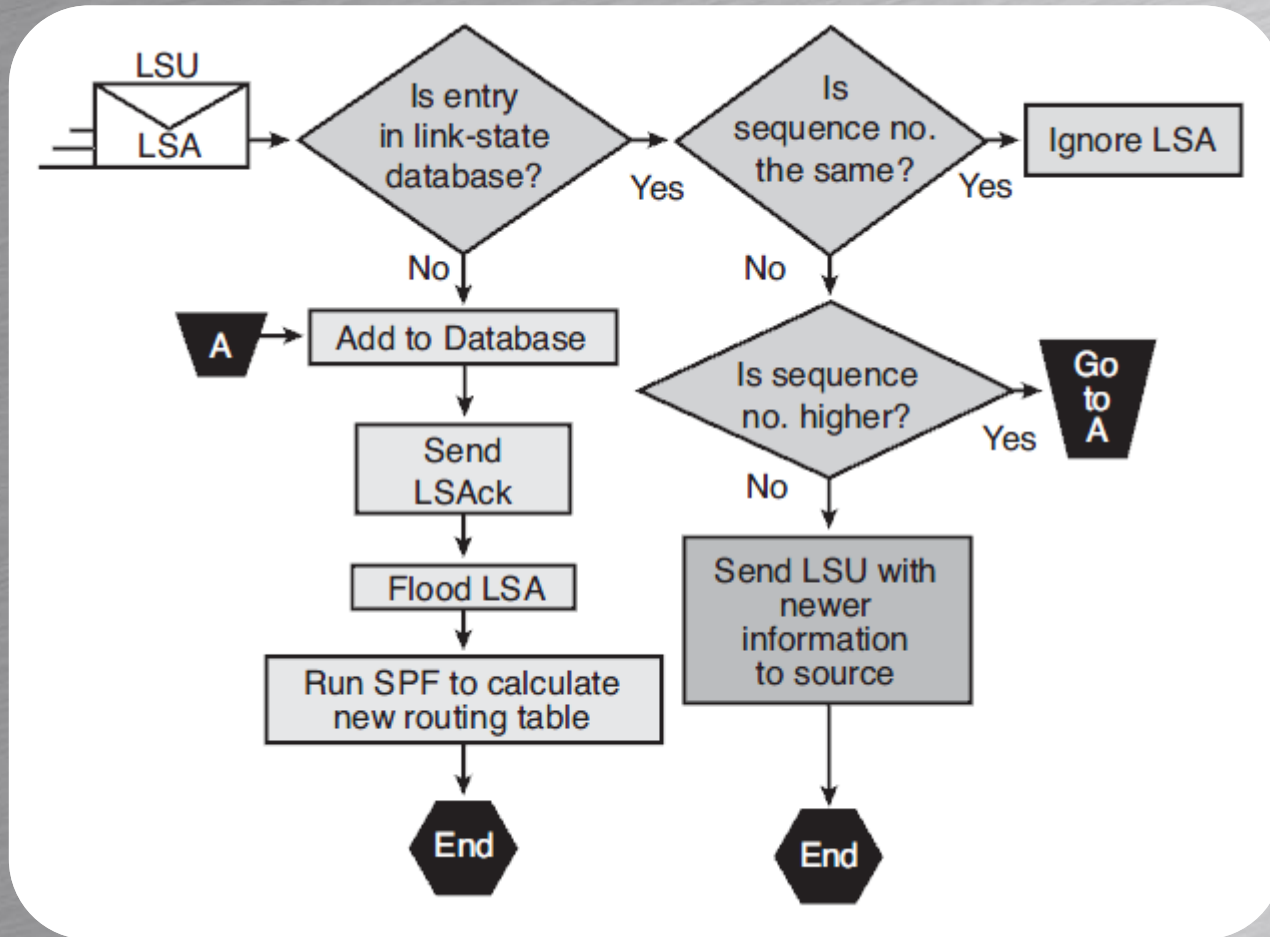 LSU
LSA
Is entry
in link-state
database?
Yes
Is
sequence no.
the same?
Yes
Ignore LSA
No
No
A
Add to Database
Is sequence
no. higher?
Yes
Go
to
A
Send
LSAck
No
Flood LSA
Send LSU with
newer
information
to source
Run SPF to calculate
new routing table
End
End